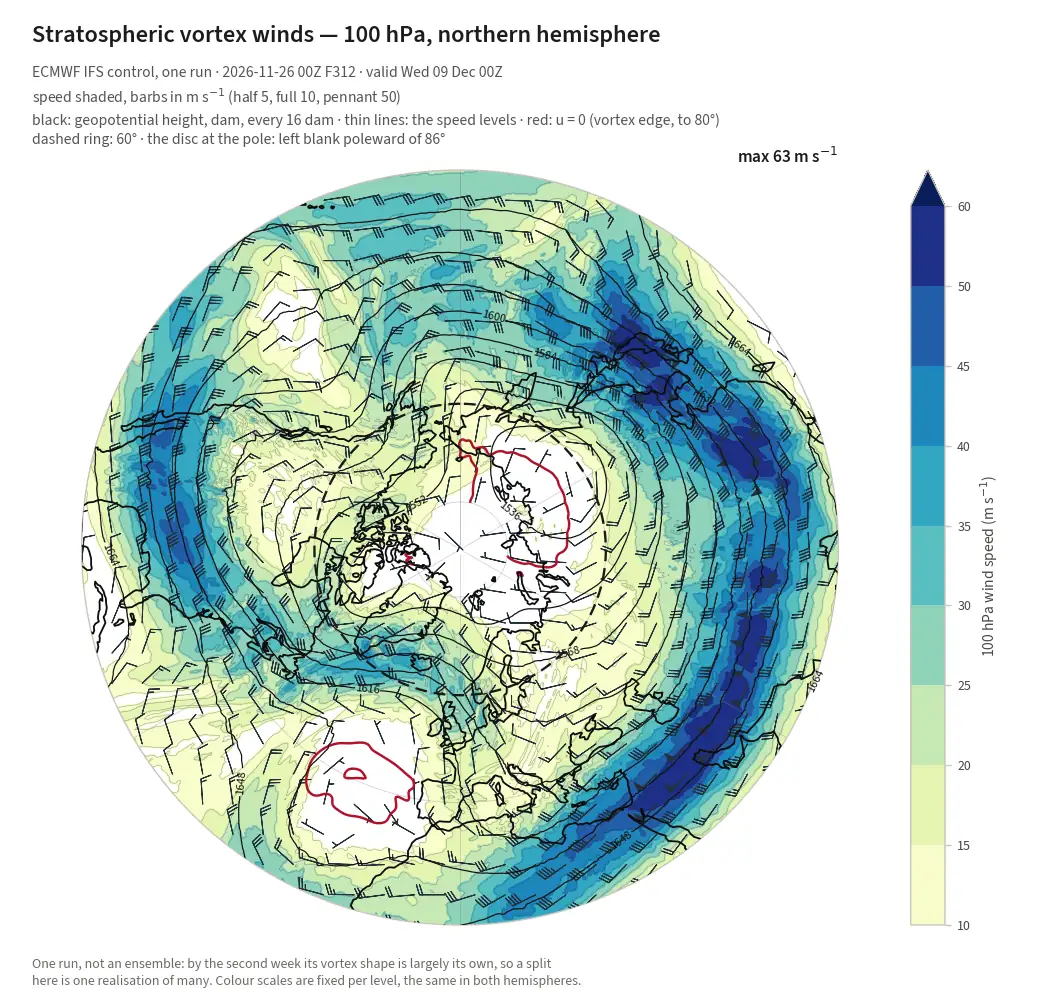 Stratospheric vortex winds — 100 hPa, northern hemisphere
ECMWF IFS control, one run · 2026-11-26 00Z F312 · valid Wed 09 Dec 00Z
speed shaded, barbs in m s⁻¹ (half 5, full 10, pennant 50)
black: geopotential height, dam, every 16 dam · thin lines: the speed levels · red: u = 0 (vortex edge, to 80°)
dashed ring: 60° · the disc at the pole: left blank poleward of 86°
max 63 m s⁻¹
60
50
45
40
35
30
25
20
15
10
100 hPa wind speed (m s⁻¹)
1600
1584
1664
1552
1536
1664
1568
1616
1664
1648
1648
One run, not an ensemble: by the second week its vortex shape is largely its own, so a split
here is one realisation of many. Colour scales are fixed per level, the same in both hemispheres.